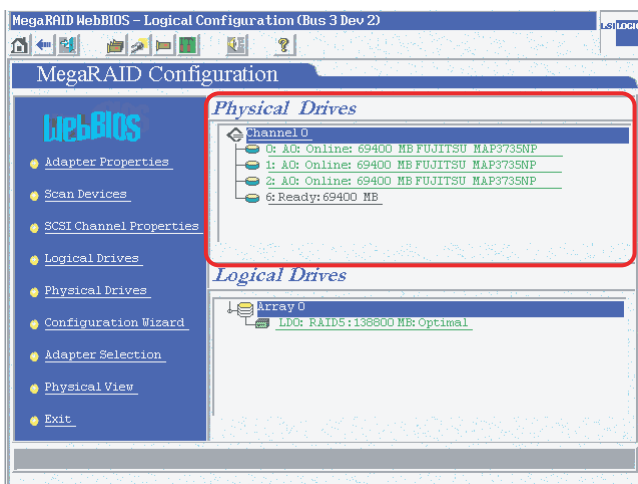 MegaRAID WebBIOS – Logical Configuration (Bus 3 Dev 2)
LSI LOGIC
MegaRAID Configuration
WebBIOS
Adapter Properties
Scan Devices
SCSI Channel Properties
Logical Drives
Physical Drives
Configuration Wizard
Adapter Selection
Physical View
Exit
Physical Drives
Channel 0
0: A0: Online: 69400 MB FUJITSU MAP3735NP
1: A0: Online: 69400 MB FUJITSU MAP3735NP
2: A0: Online: 69400 MB FUJITSU MAP3735NP
6: Ready: 69400 MB
Logical Drives
Array 0
LD0: RAID5 : 138800 MB: Optimal